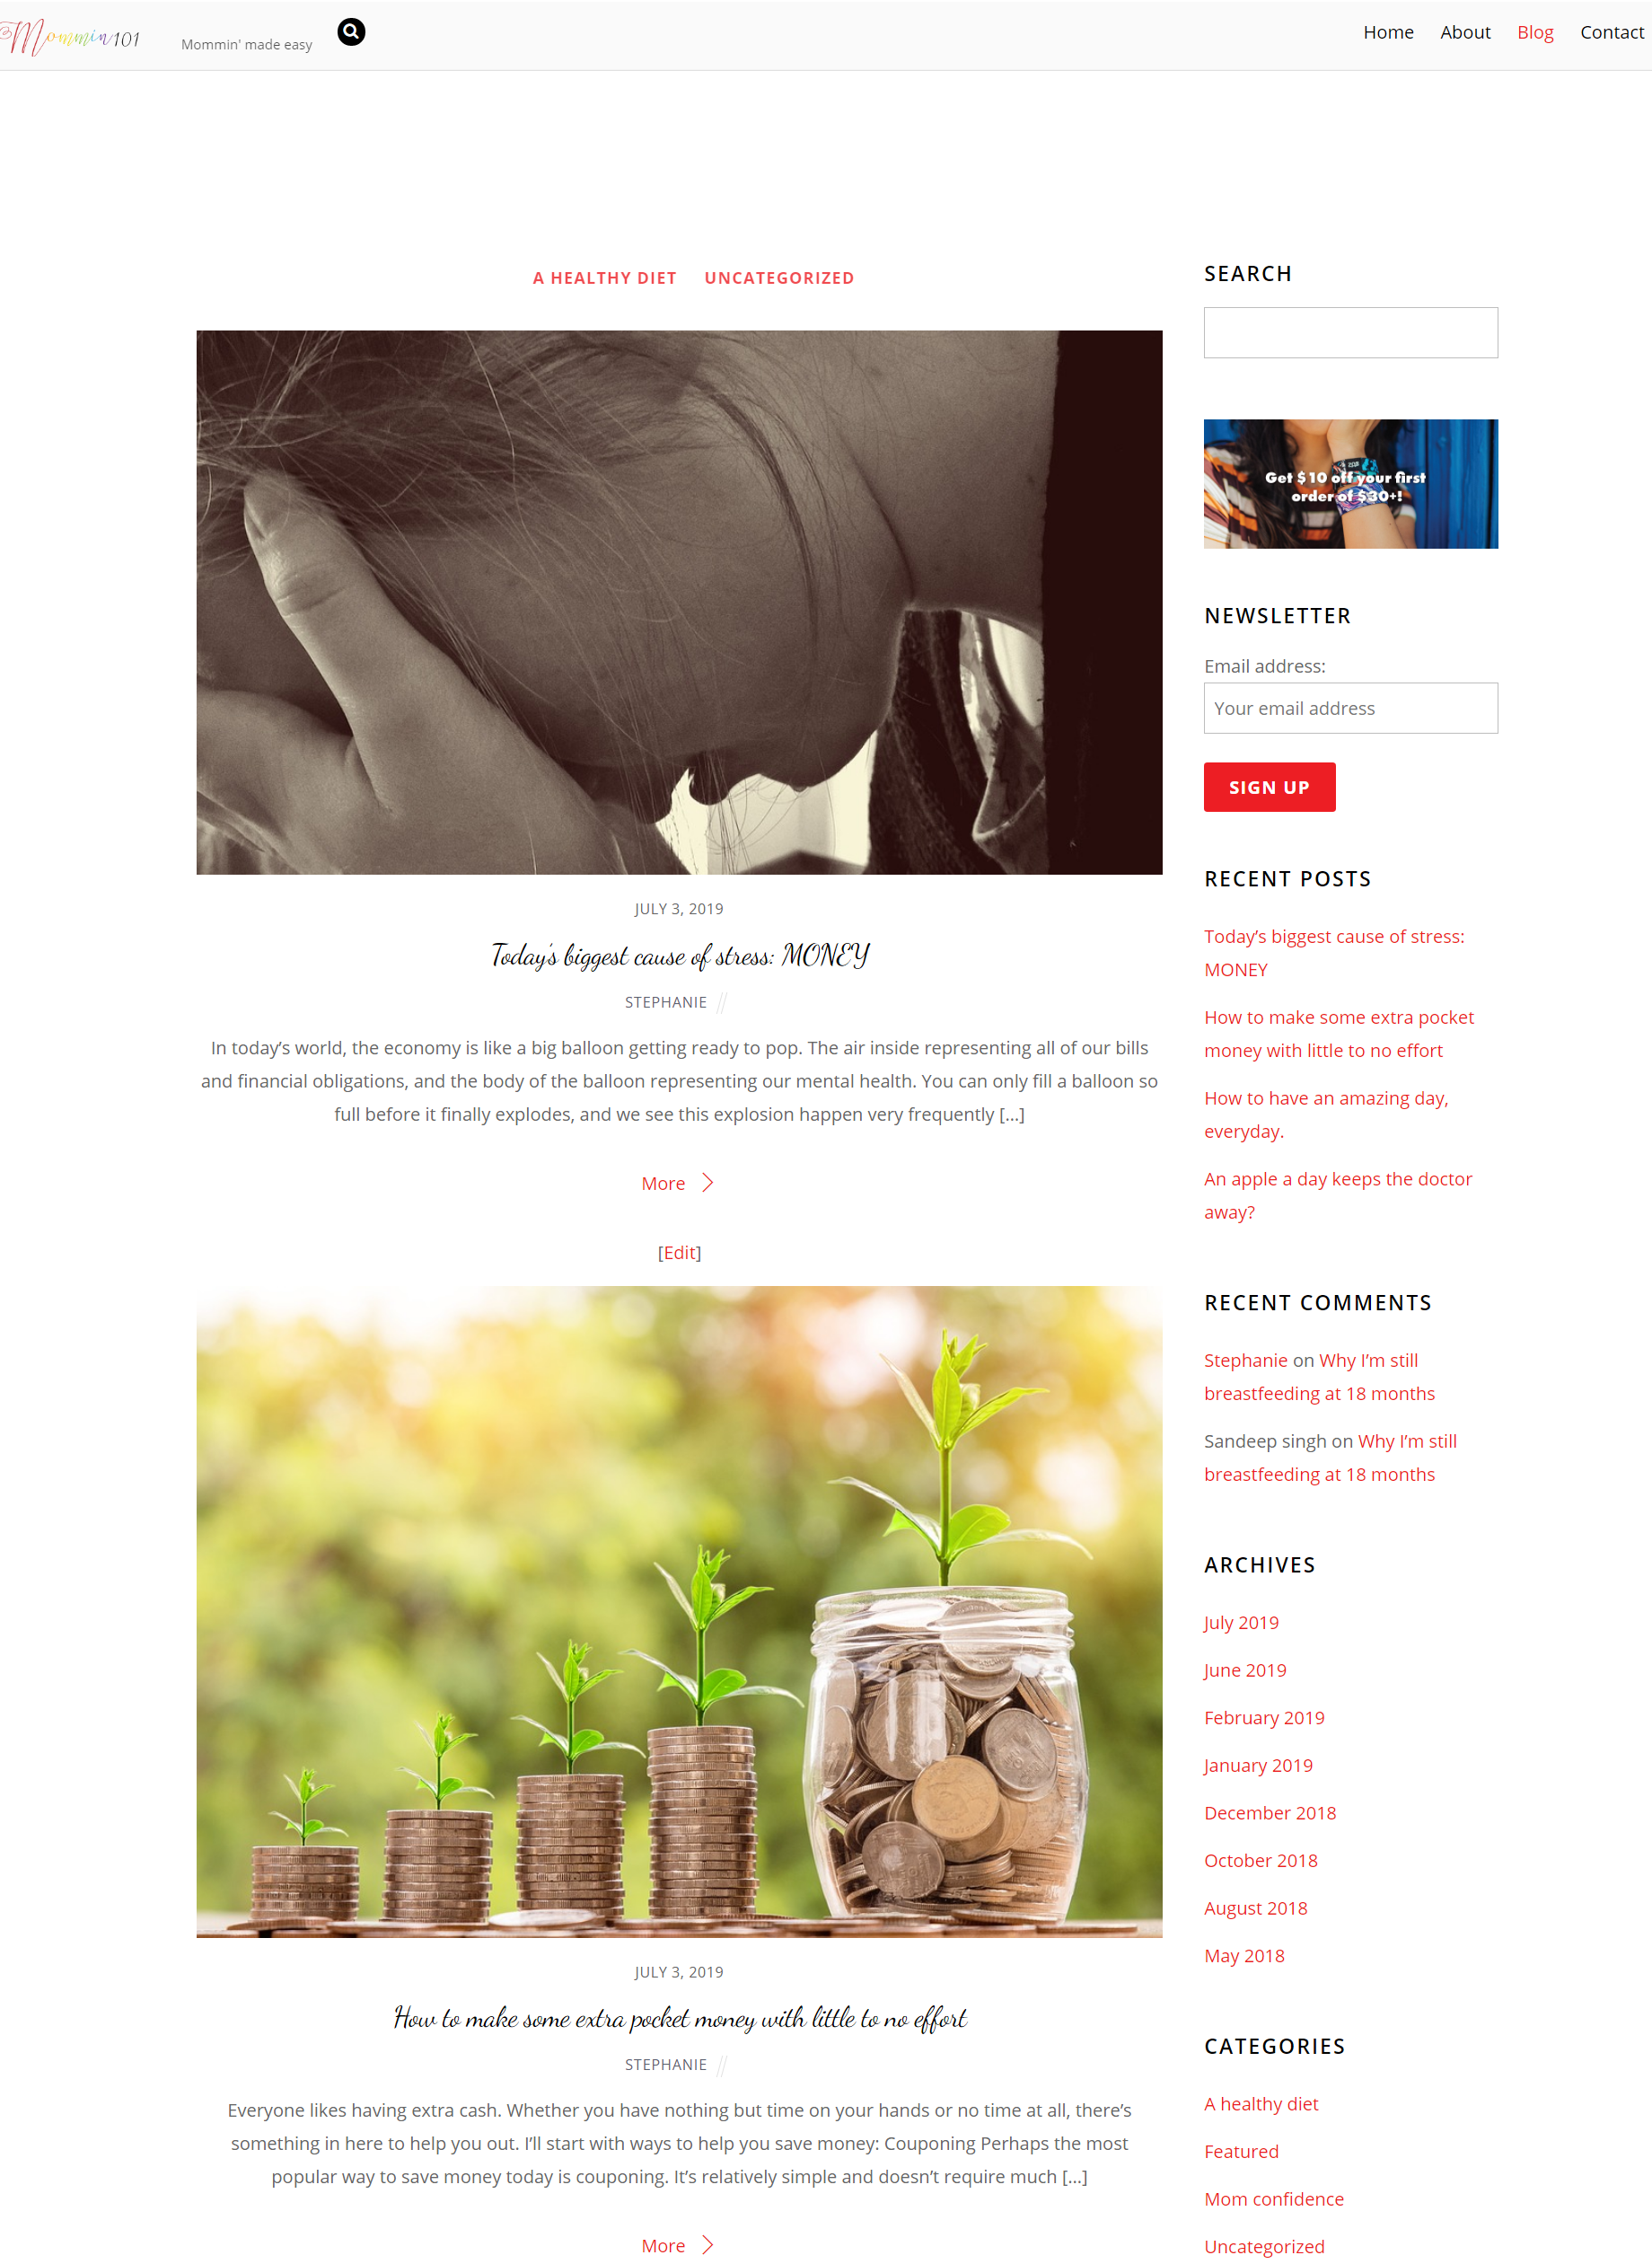 Mommin101
Mommin' made easy
Home About Blog Contact
A HEALTHY DIET UNCATEGORIZED
JULY 3, 2019
Today's biggest cause of stress: MONEY
STEPHANIE //
In today's world, the economy is like a big balloon getting ready to pop. The air inside representing all of our bills
and financial obligations, and the body of the balloon representing our mental health. You can only fill a balloon so
full before it finally explodes, and we see this explosion happen very frequently [...]
More
[Edit]
JULY 3, 2019
How to make some extra pocket money with little to no effort
STEPHANIE //
Everyone likes having extra cash. Whether you have nothing but time on your hands or no time at all, there's
something in here to help you out. I'll start with ways to help you save money: Couponing Perhaps the most
popular way to save money today is couponing. It's relatively simple and doesn't require much [...]
More
SEARCH
Get $10 off your first
order of $30+!
NEWSLETTER
Email address:
Your email address
SIGN UP
RECENT POSTS
Today's biggest cause of stress:
MONEY
How to make some extra pocket
money with little to no effort
How to have an amazing day,
everyday.
An apple a day keeps the doctor
away?
RECENT COMMENTS
Stephanie on Why I'm still
breastfeeding at 18 months
Sandeep singh on Why I'm still
breastfeeding at 18 months
ARCHIVES
July 2019
June 2019
February 2019
January 2019
December 2018
October 2018
August 2018
May 2018
CATEGORIES
A healthy diet
Featured
Mom confidence
Uncategorized